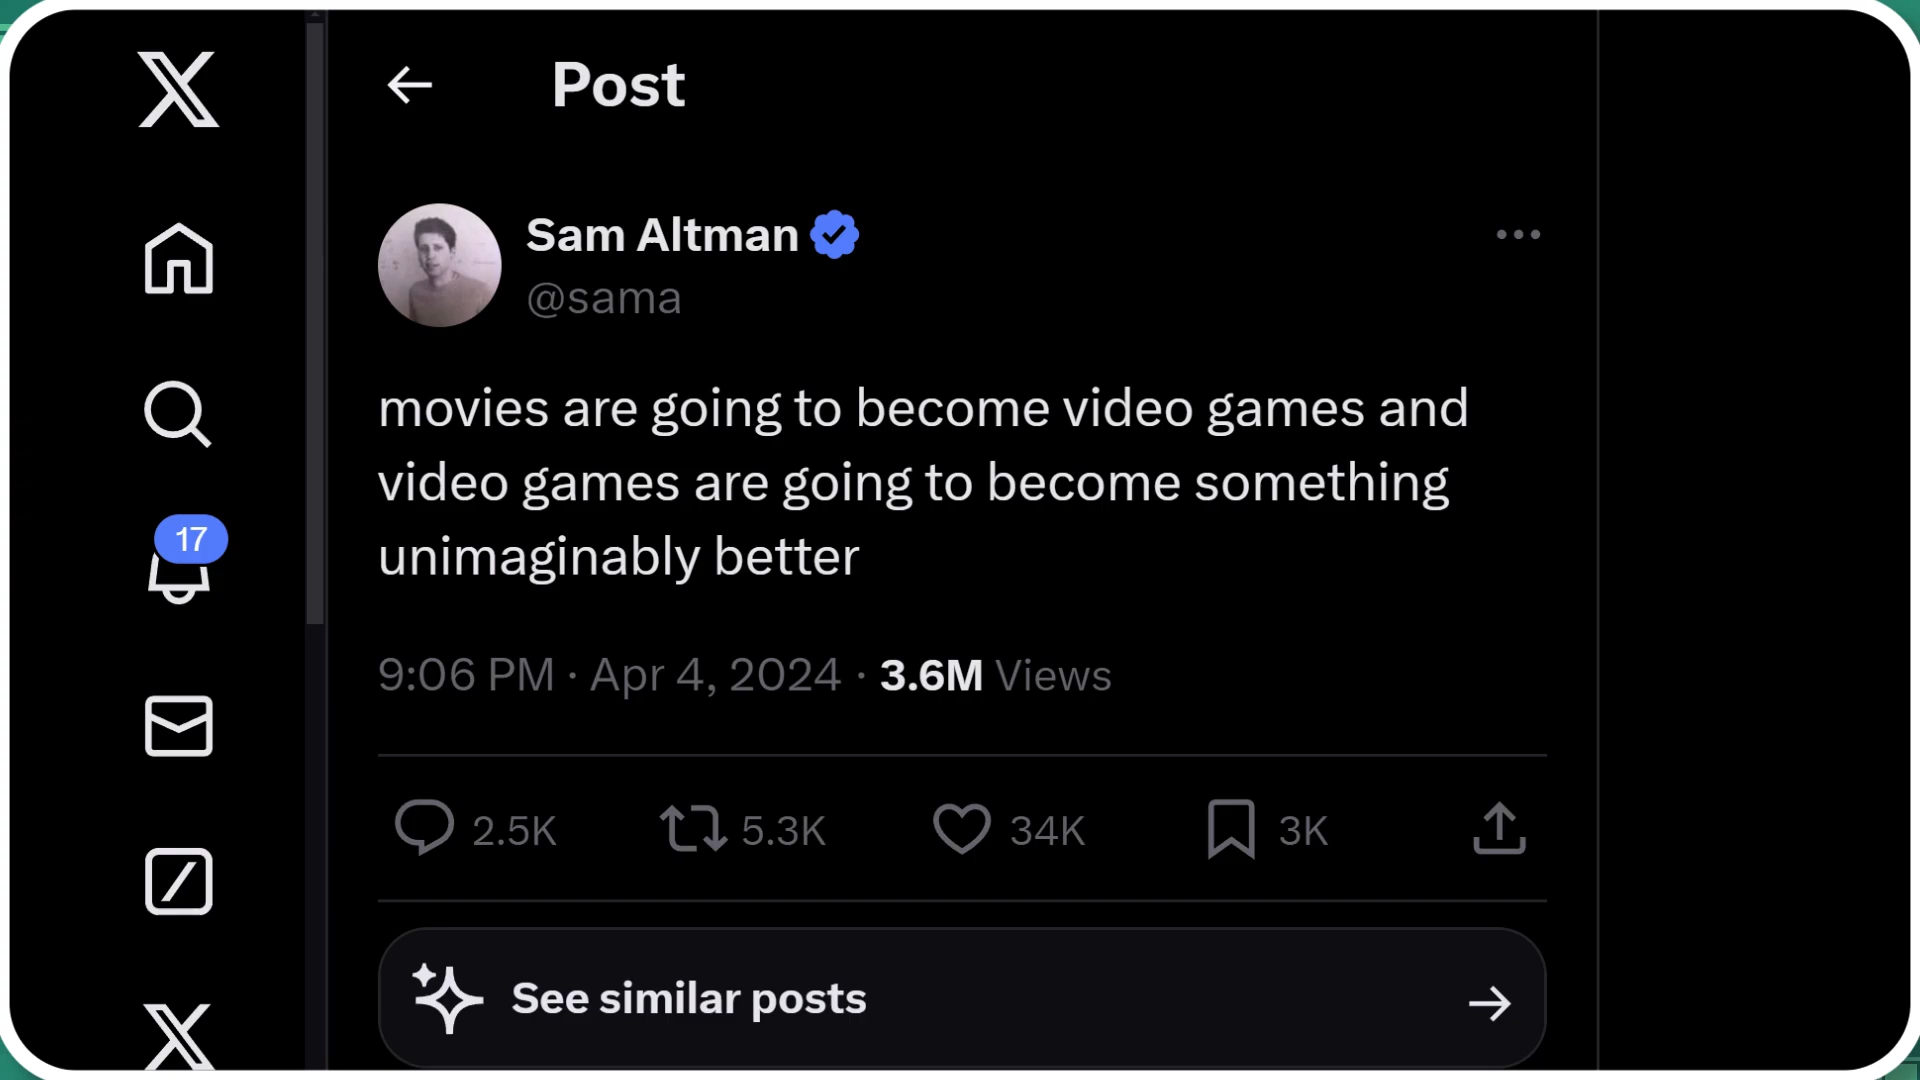 Post
Sam Altman
@sama
movies are going to become video games and
video games are going to become something
unimaginably better
17
9:06 PM · Apr 4, 2024 · 3.6M Views
2.5K 5.3K 34K 3K
See similar posts